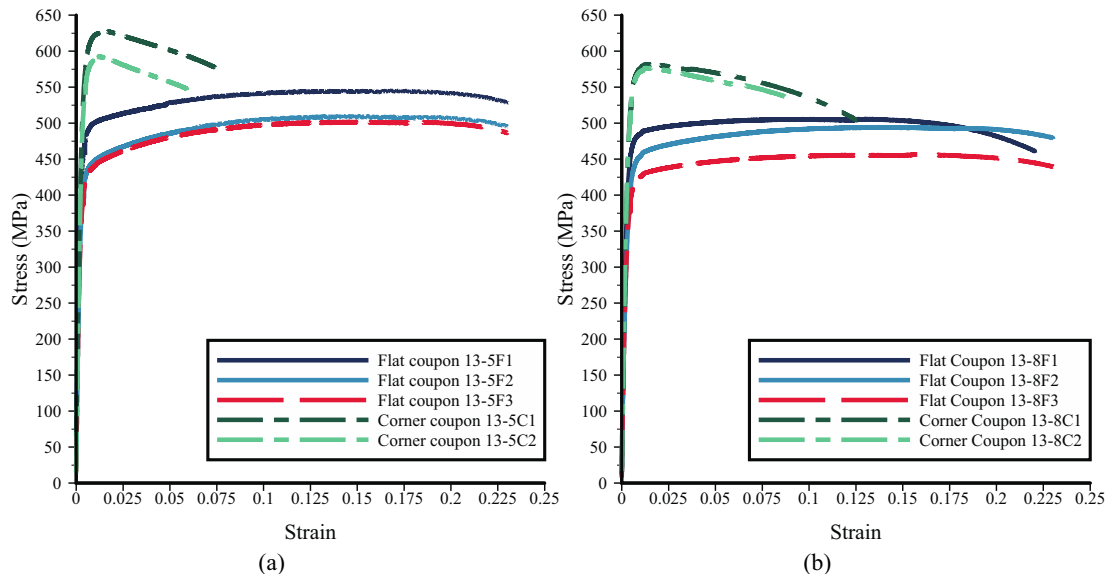 650
600
550
500
450
400
350
300
250
200
150
100
50
0
Stress (MPa)
Flat coupon 13-5F1
Flat coupon 13-5F2
Flat coupon 13-5F3
Corner coupon 13-5C1
Corner coupon 13-5C2
0 0.025 0.05 0.075 0.1 0.125 0.15 0.175 0.2 0.225 0.25
Strain
(a)
650
600
550
500
450
400
350
300
250
200
150
100
50
0
Stress (MPa)
Flat Coupon 13-8F1
Flat Coupon 13-8F2
Flat Coupon 13-8F3
Corner Coupon 13-8C1
Corner Coupon 13-8C2
0 0.025 0.05 0.075 0.1 0.125 0.15 0.175 0.2 0.225 0.25
Strain
(b)